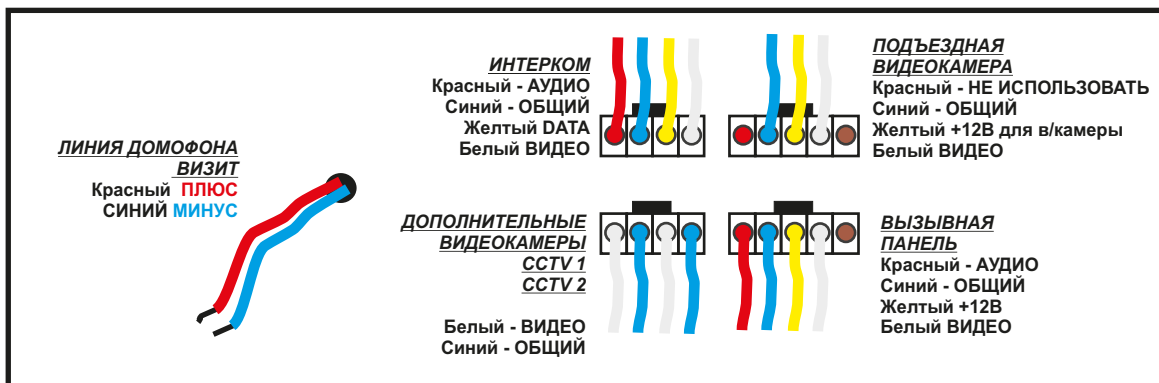 ЛИНИЯ ДОМОФОНА
ВИЗИТ
Красный ПЛЮС
СИНИЙ МИНУС
ИНТЕРКОМ
Красный - АУДИО
Синий - ОБЩИЙ
Желтый DATA
Белый ВИДЕО
ПОДЪЕЗДНАЯ
ВИДЕОКАМЕРА
Красный - НЕ ИСПОЛЬЗОВАТЬ
Синий - ОБЩИЙ
Желтый +12В для в/камеры
Белый ВИДЕО
ДОПОЛНИТЕЛЬНЫЕ
ВИДЕОКАМЕРЫ
CCTV 1
CCTV 2
Белый - ВИДЕО
Синий - ОБЩИЙ
ВЫЗЫВНАЯ
ПАНЕЛЬ
Красный - АУДИО
Синий - ОБЩИЙ
Желтый +12В
Белый ВИДЕО